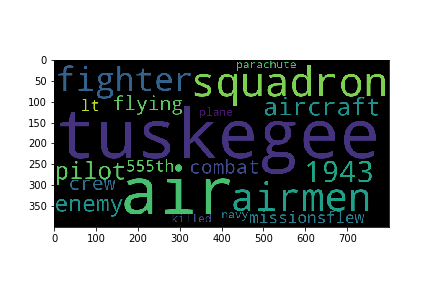 parachute
fighter squadron
lt flying aircraft
plane
tuskegee
pilot 555th combat 1943
crew air airmen
enemy navy missionsflew
killed
0
50
100
150
200
250
300
350
0 100 200 300 400 500 600 700